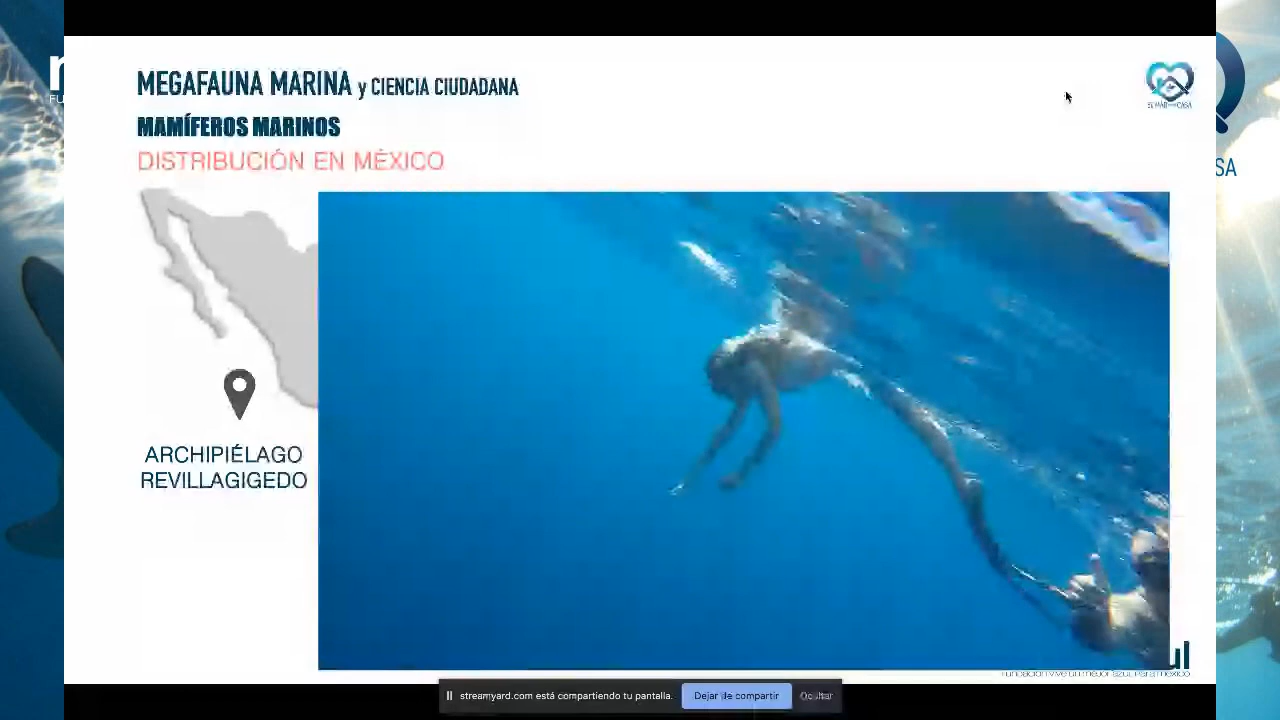 MEGAFAUNA MARINA y CIENCIA CIUDADANA
MAMÍFEROS MARINOS
DISTRIBUCIÓN EN MÉXICO
ARCHIPIÉLAGO
REVILLAGIGEDO
streamyard.com está compartiendo tu pantalla.
Dejar de compartir
Ocultar